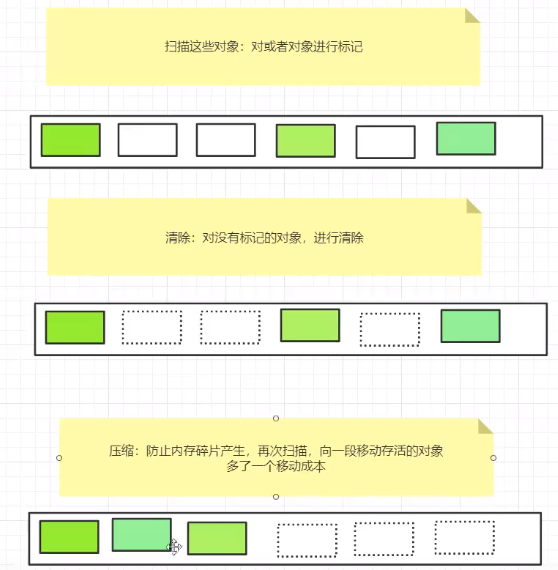 扫描这些对象：对或者对象进行标记
清除：对没有标记的对象，进行清除
压缩：防止内存碎片产生，再次扫描，向一段移动存活的对象
多了一个移动成本